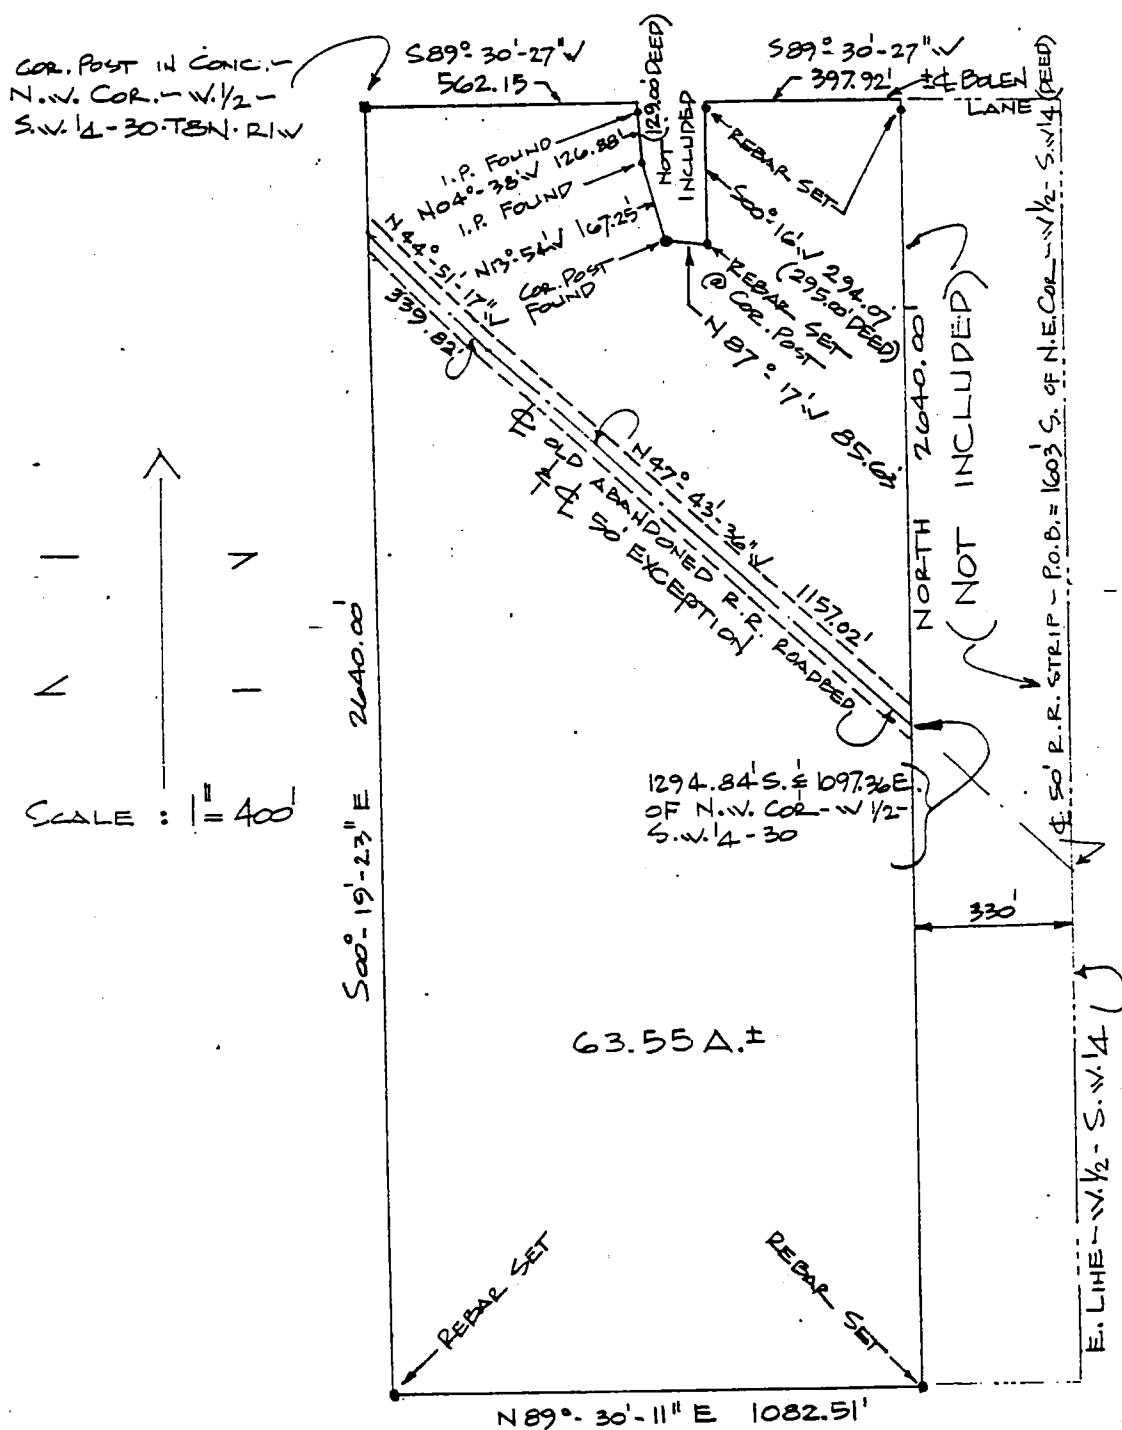 COR. POST IN CONC.-
N.W. COR.-W.1/2-
S.W.1/4-30-T8N-R1W
S89°-30'-27"W
562.15
(129.00' DEED)
NOT
INCLUDED
S89°-30'-27"W
397.92'
±℄ BOLEN
LANE
I.P. FOUND
N04°-38'W 126.88'
I.P. FOUND
N13°-54'W 167.25'
COR. POST
FOUND
REBAR SET
S00°-16'W 294.07'
(295.00' DEED)
REBAR SET
@ COR. POST
N87°-17'W 85.62'
N44°-51'-17"W
339.82'
N47°-43'-36"W 1157.02'
℄ OLD ABANDONED R.R. ROADBED
±℄ 50' EXCEPTION
NORTH 2640.00'
(NOT INCLUDED)
℄ 50' R.R. STRIP - P.O.B. = 1603' S. OF N.E. COR - W1/2 - S.W.1/4 (DEED)
S00°-19'-23"E 2640.00'
SCALE : 1"=400'
1294.84'S. & 1097.36E.
OF N.W. COR-W 1/2-
S.W.1/4-30
330'
63.55 A.±
E. LINE-W.1/2-S.W.1/4
REBAR SET
REBAR SET
N89°-30'-11"E 1082.51'